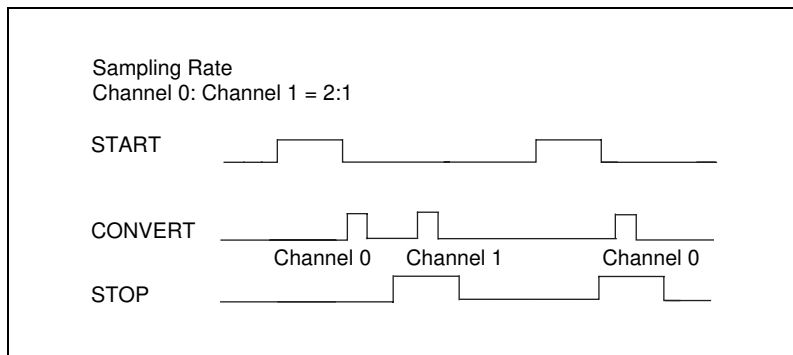 Sampling Rate
Channel 0: Channel 1 = 2:1
START
CONVERT
Channel 0 Channel 1 Channel 0
STOP